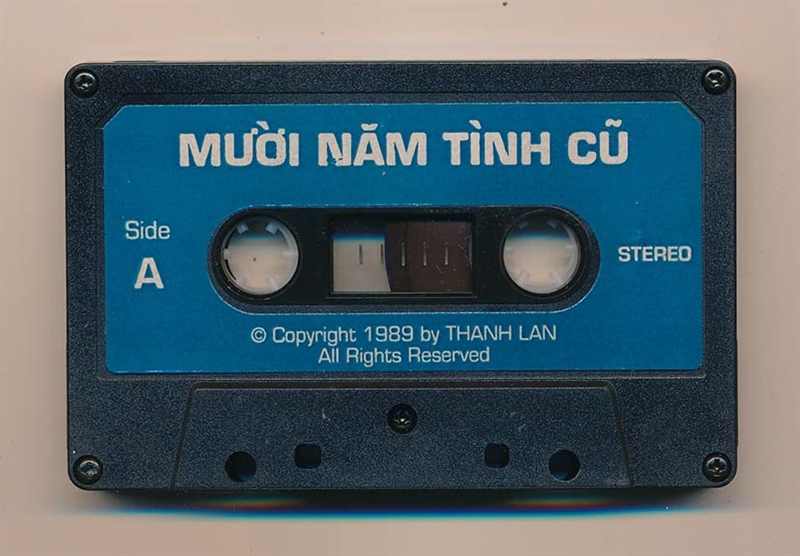 MƯỜI NĂM TÌNH CŨ
Side
A
STEREO
© Copyright 1989 by THANH LAN
All Rights Reserved